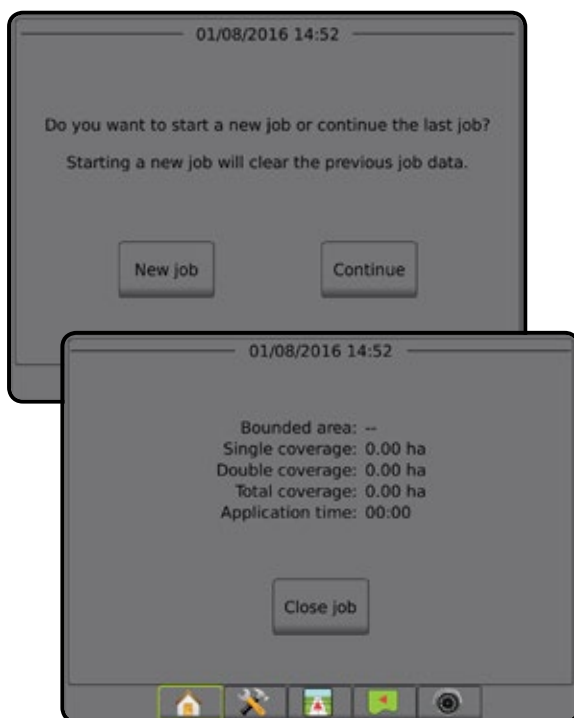 01/08/2016 14:52
Do you want to start a new job or continue the last job?
Starting a new job will clear the previous job data.
New job
Continue
01/08/2016 14:52
Bounded area: --
Single coverage: 0.00 ha
Double coverage: 0.00 ha
Total coverage: 0.00 ha
Application time: 00:00
Close job